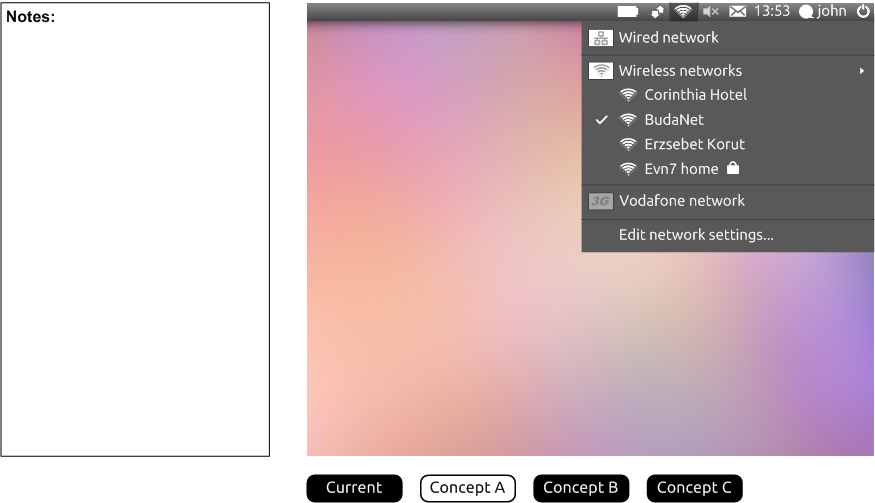 Notes:
13:53 john
Wired network
Wireless networks
Corinthia Hotel
BudaNet
Erzsebet Korut
Evn7 home
3G Vodafone network
Edit network settings...
Current Concept A Concept B Concept C